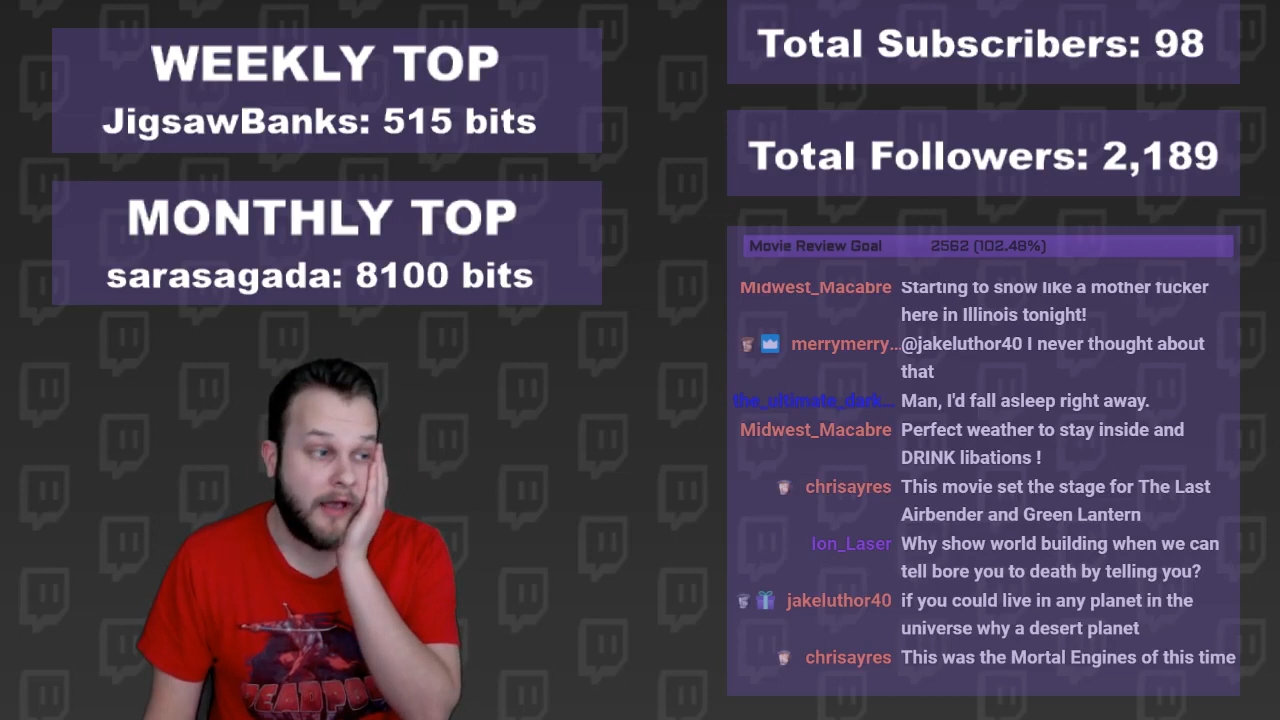 WEEKLY TOP
JigsawBanks: 515 bits
MONTHLY TOP
sarasagada: 8100 bits
Total Subscribers: 98
Total Followers: 2,189
Movie Review Goal 2562 (102.48%)
Midwest_Macabre Starting to snow like a mother fucker
here in Illinois tonight!
merrymerry... @jakeluthor40 I never thought about
that
the_ultimate_dark... Man, I'd fall asleep right away.
Midwest_Macabre Perfect weather to stay inside and
DRINK libations !
chrisayres This movie set the stage for The Last
Airbender and Green Lantern
Ion_Laser Why show world building when we can
tell bore you to death by telling you?
jakeluthor40 if you could live in any planet in the
universe why a desert planet
chrisayres This was the Mortal Engines of this time
DEADPOOL